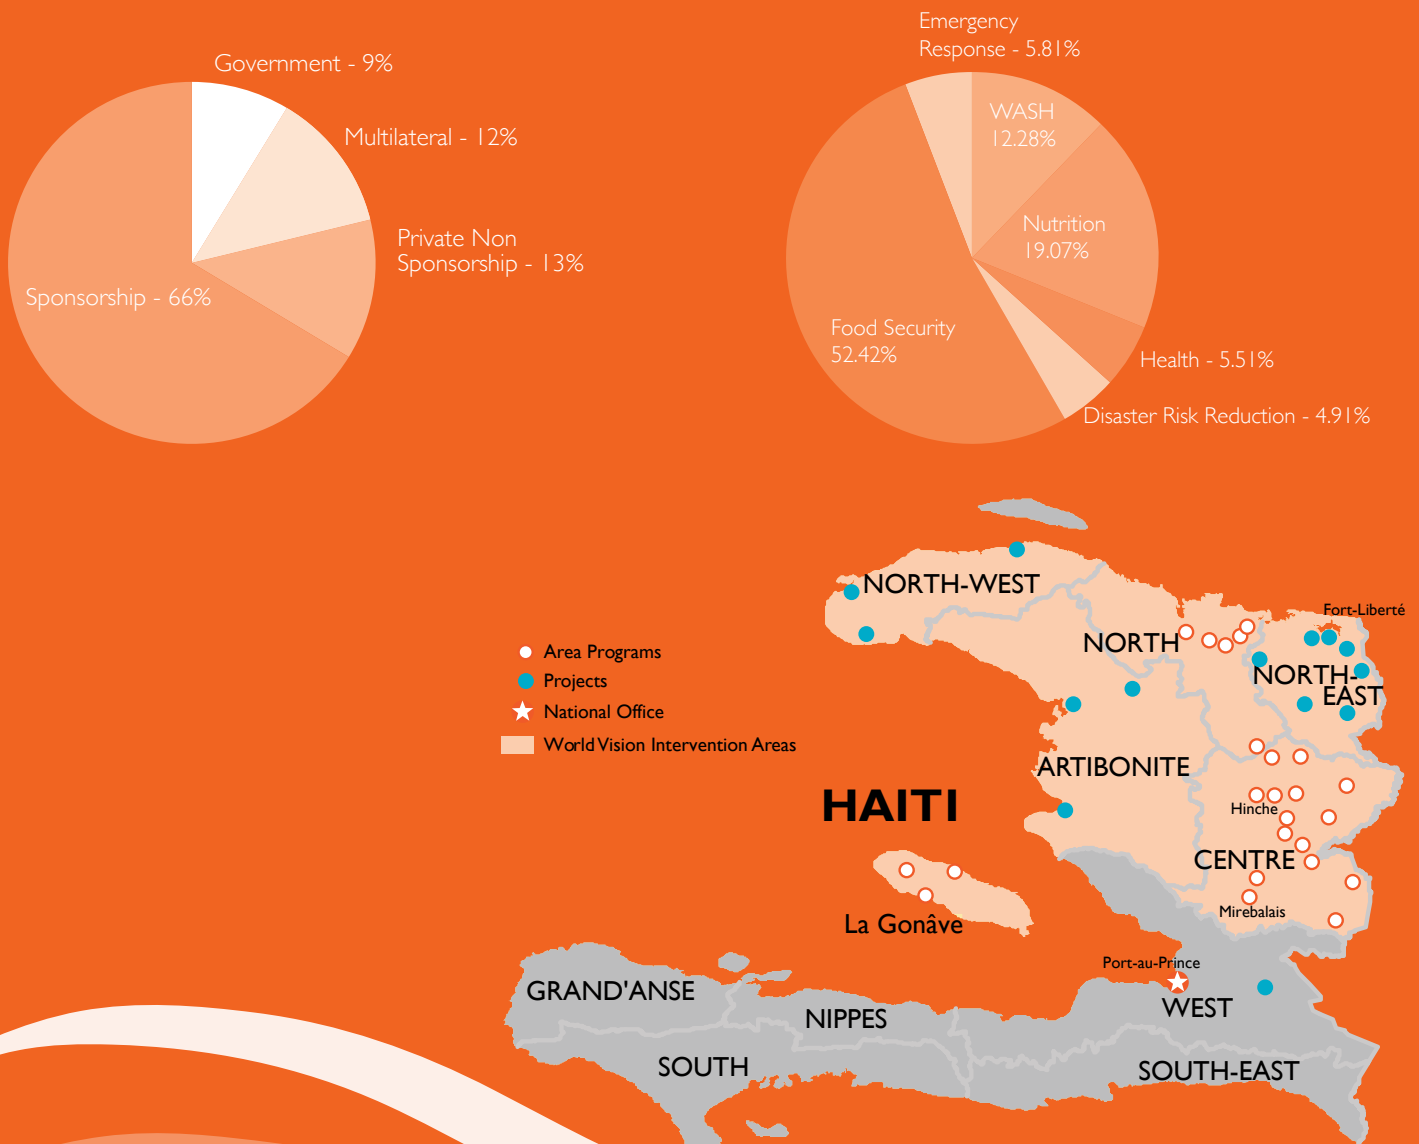 Government - 9%
Multilateral - 12%
Private Non
Sponsorship - 13%
Sponsorship - 66%
Emergency
Response - 5.81%
WASH
12.28%
Nutrition
19.07%
Food Security
52.42%
Health - 5.51%
Disaster Risk Reduction - 4.91%
Area Programs
Projects
National Office
World Vision Intervention Areas
HAITI
NORTH-WEST
NORTH
Fort-Liberté
NORTH-
EAST
ARTIBONITE
Hinche
CENTRE
Mirebalais
La Gonâve
Port-au-Prince
WEST
GRAND'ANSE
NIPPES
SOUTH
SOUTH-EAST